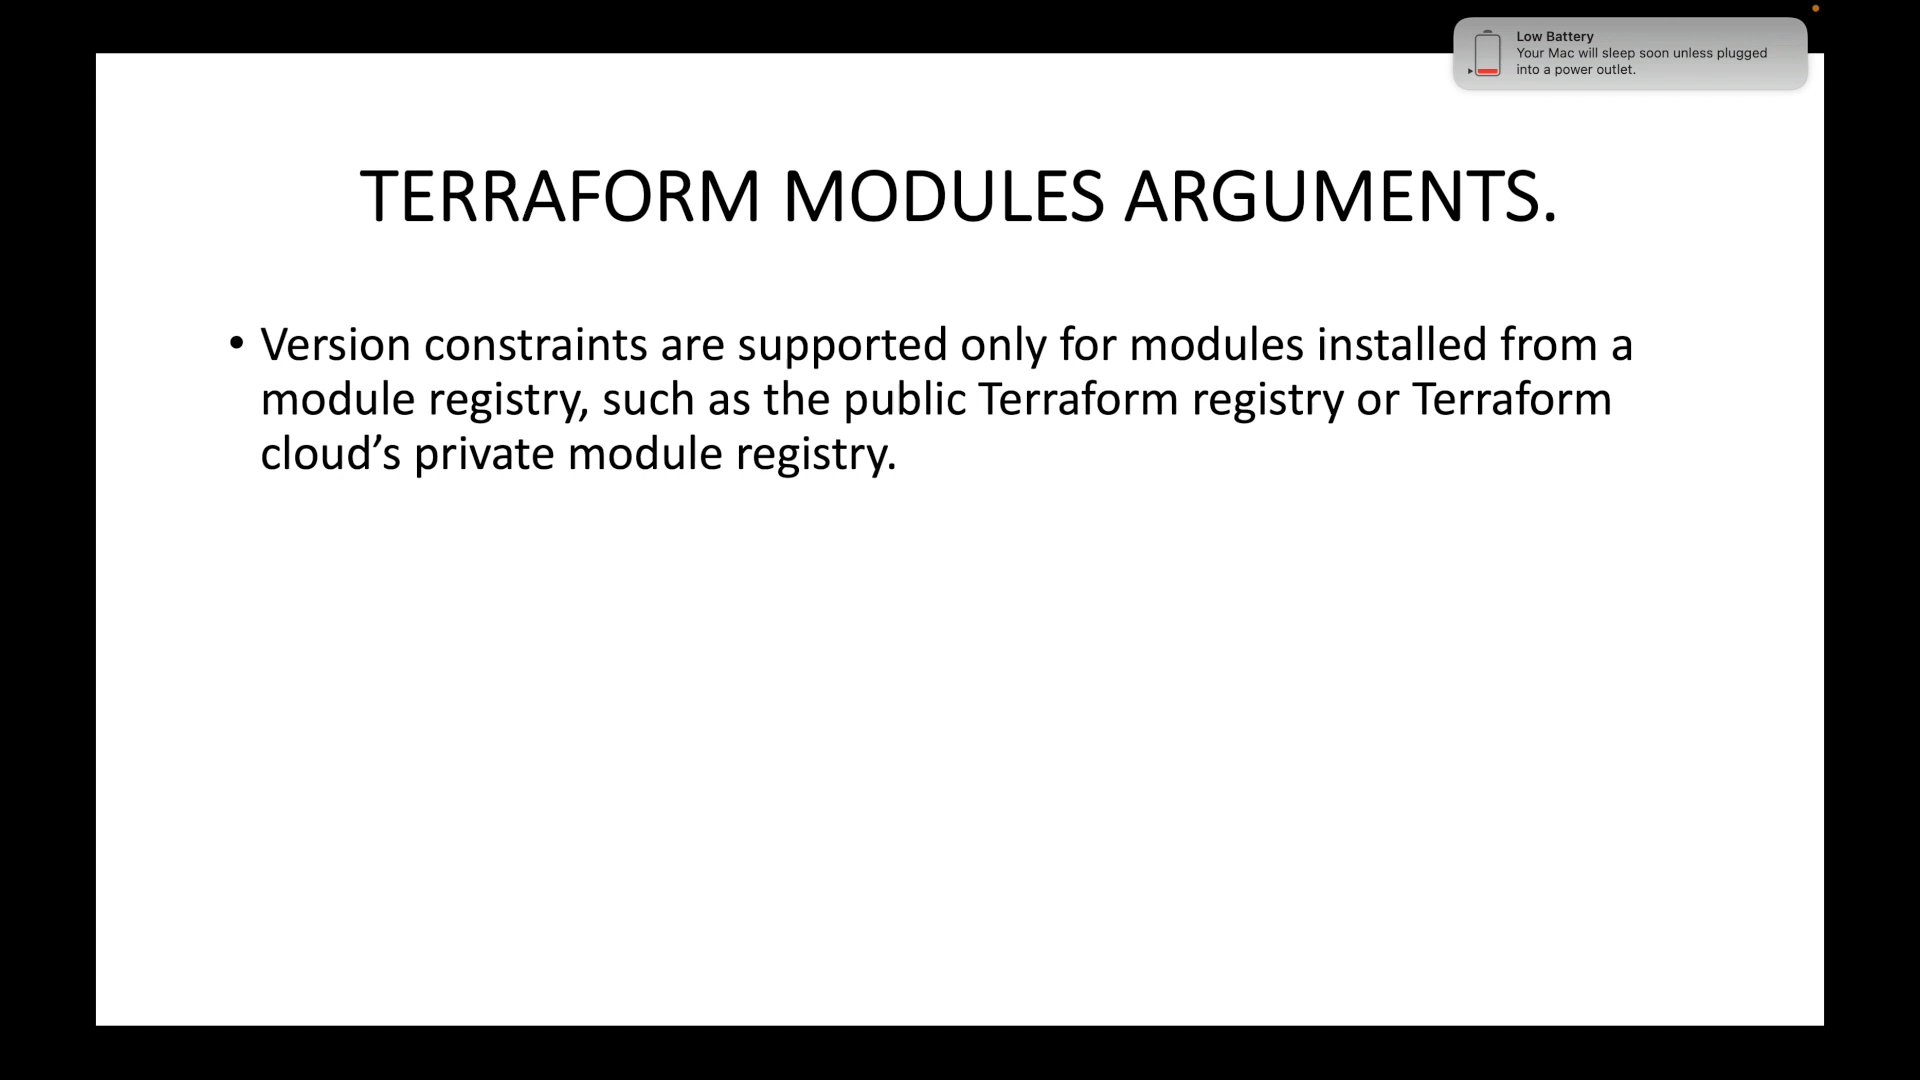 Low Battery
Your Mac will sleep soon unless plugged
into a power outlet.
TERRAFORM MODULES ARGUMENTS.
• Version constraints are supported only for modules installed from a
module registry, such as the public Terraform registry or Terraform
cloud’s private module registry.